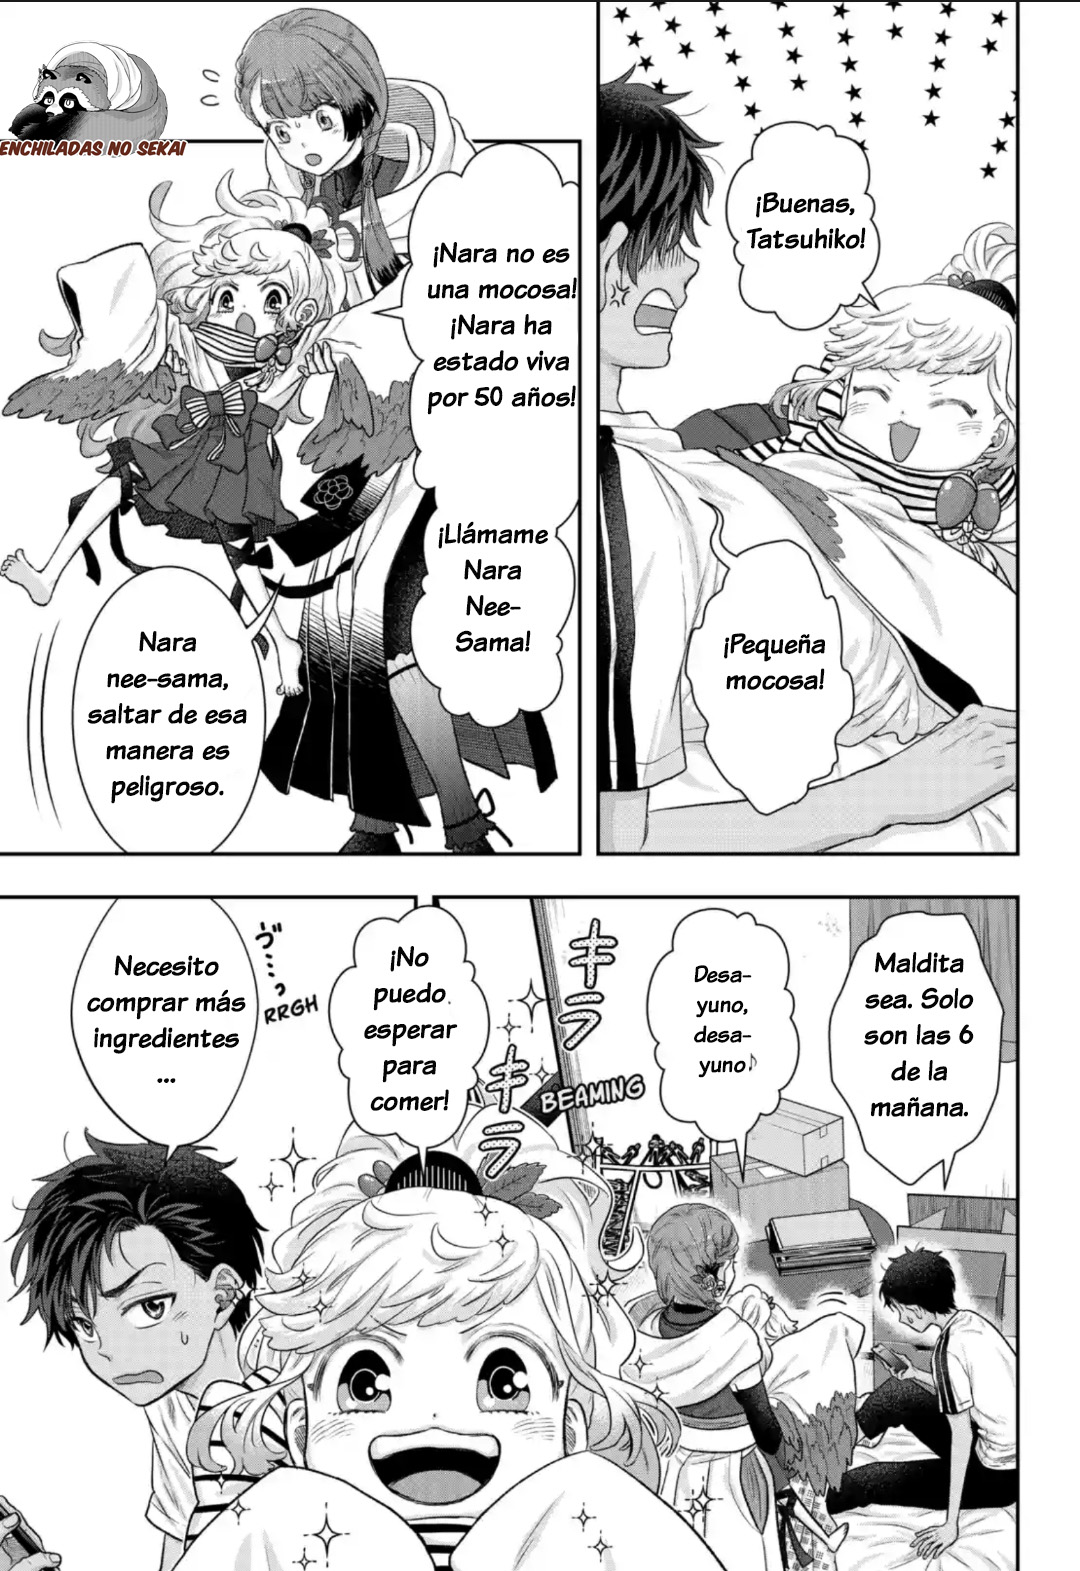 ENCHILADAS NO SEKAI
¡Buenas,
Tatsuhiko!
¡Pequeña
mocosa!
¡Nara no es
una mocosa!
¡Nara ha
estado viva
por 50 años!
¡Llámame
Nara
Nee-
Sama!
Nara
nee-sama,
saltar de esa
manera es
peligroso.
Maldita
sea. Solo
son las 6
de la
mañana.
Desa-
yuno,
desa-
yuno♪
キラ
キラ
BEAMING
¡No
puedo
esperar
para
comer!
Necesito
comprar más
ingredientes
...
ゔ…っ
RRGH